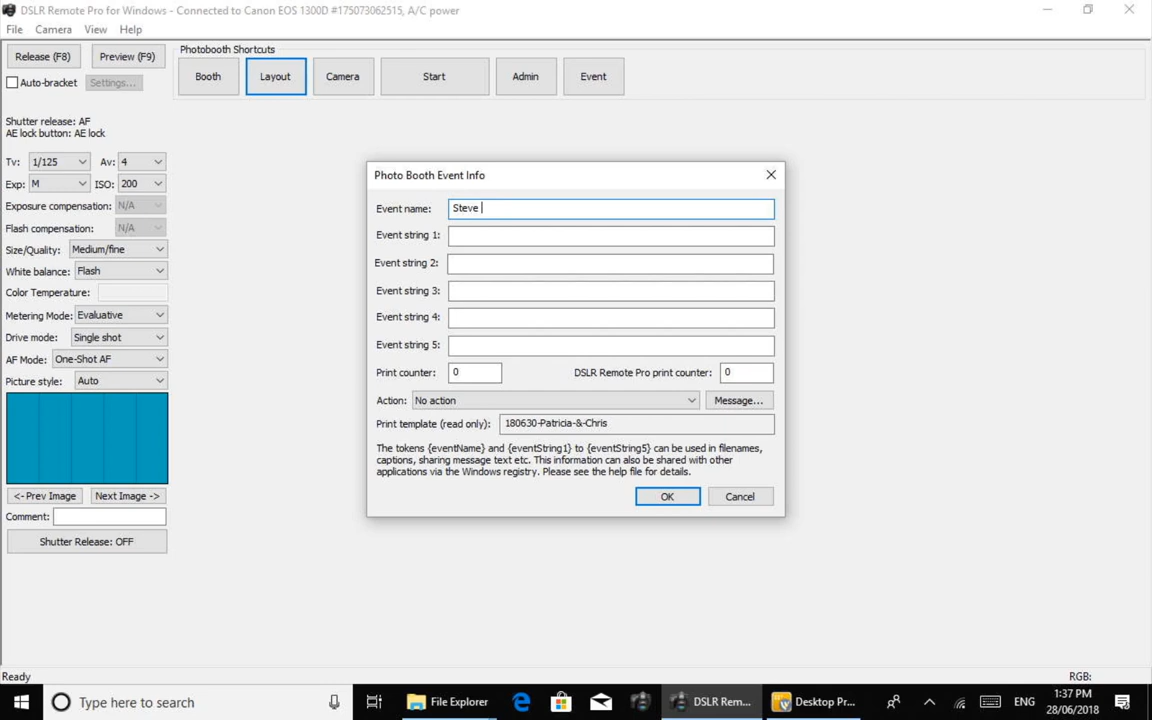 DSLR Remote Pro for Windows - Connected to Canon EOS 1300D #175073062515, A/C power
File Camera View Help
Release (F8) Preview (F9)
Auto-bracket Settings...
Photobooth Shortcuts
Booth Layout Camera Start Admin Event
Shutter release: AF
AE lock button: AE lock
Tv: 1/125 Av: 4
Exp: M ISO: 200
Exposure compensation: N/A
Flash compensation: N/A
Size/Quality: Medium/fine
White balance: Flash
Color Temperature:
Metering Mode: Evaluative
Drive mode: Single shot
AF Mode: One-Shot AF
Picture style: Auto
<-Prev Image Next Image ->
Comment:
Shutter Release: OFF
Photo Booth Event Info
Event name: Steve
Event string 1:
Event string 2:
Event string 3:
Event string 4:
Event string 5:
Print counter: 0 DSLR Remote Pro print counter: 0
Action: No action Message...
Print template (read only): 180630-Patricia-&-Chris
The tokens {eventName} and {eventString1} to {eventString5} can be used in filenames,
captions, sharing message text etc. This information can also be shared with other
applications via the Windows registry. Please see the help file for details.
OK Cancel
Ready RGB:
Type here to search File Explorer DSLR Rem... Desktop Pr... ENG
1:37 PM
28/06/2018